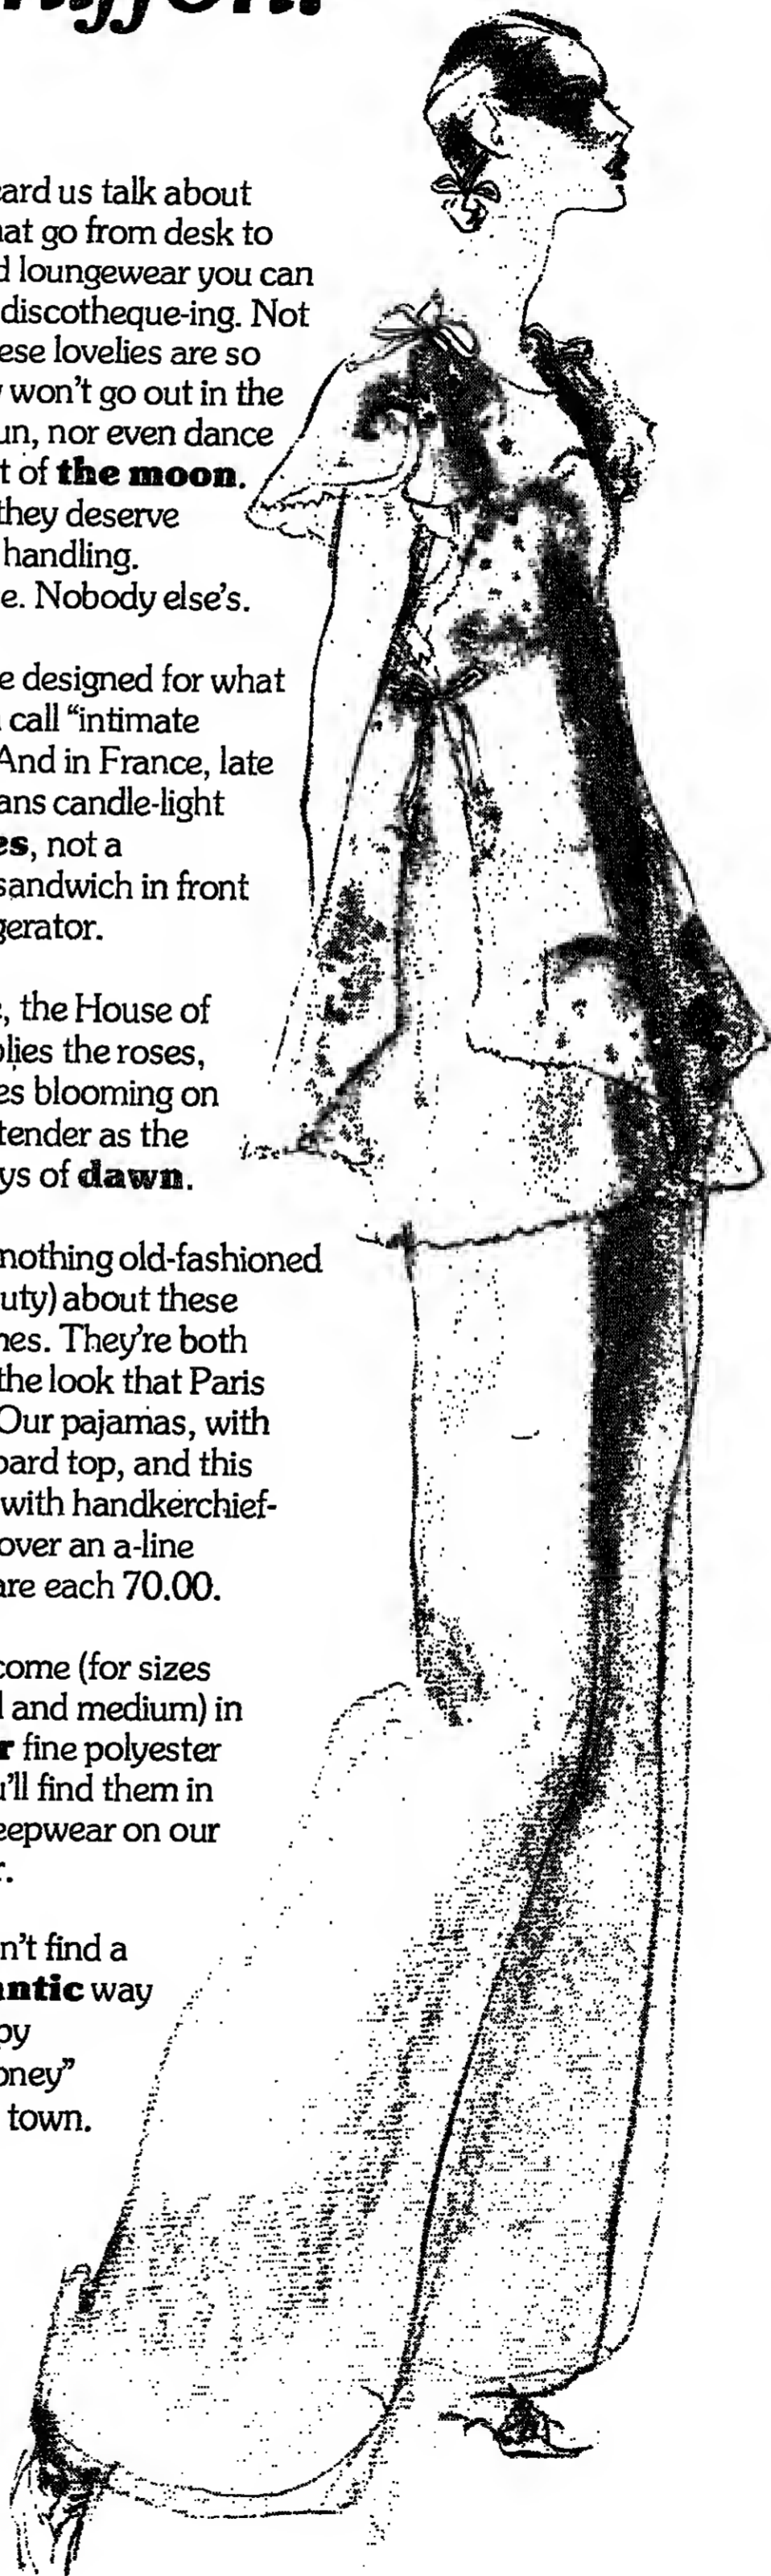 niffon.
eard us talk about
hat go from desk to
d loungewear you can
discotheque-ing. Not
ese lovelies are so
y won't go out in the
un, nor even dance
t of the moon.
they deserve
handling.
e. Nobody else's.
e designed for what
call “intimate
And in France, late
ans candle-light
es, not a
sandwich in front
gerator.
, the House of
plies the roses,
es blooming on
tender as the
ys of dawn.
nothing old-fashioned
uty) about these
nes. They're both
the look that Paris
Our pajamas, with
oard top, and this
with handkerchief-
over an a-line
are each 70.00.
come (for sizes
l and medium) in
r fine polyester
u'll find them in
eepwear on our
r.
n't find a
antic way
by
oney”
town.